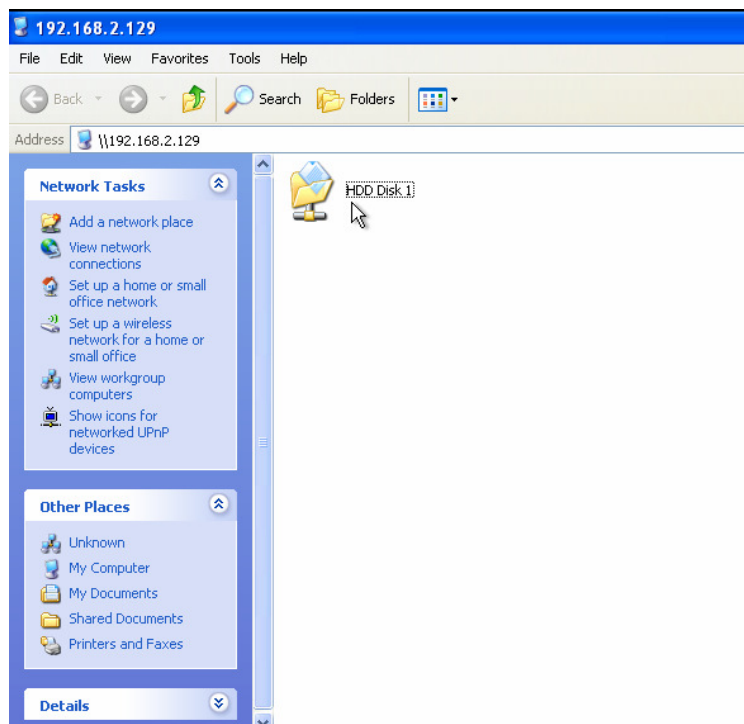 192.168.2.129
File Edit View Favorites Tools Help
Back Search Folders
Address \\192.168.2.129
Network Tasks
Add a network place
View network
connections
Set up a home or small
office network
Set up a wireless
network for a home or
small office
View workgroup
computers
Show icons for
networked UPnP
devices
Other Places
Unknown
My Computer
My Documents
Shared Documents
Printers and Faxes
Details
HDD Disk 1